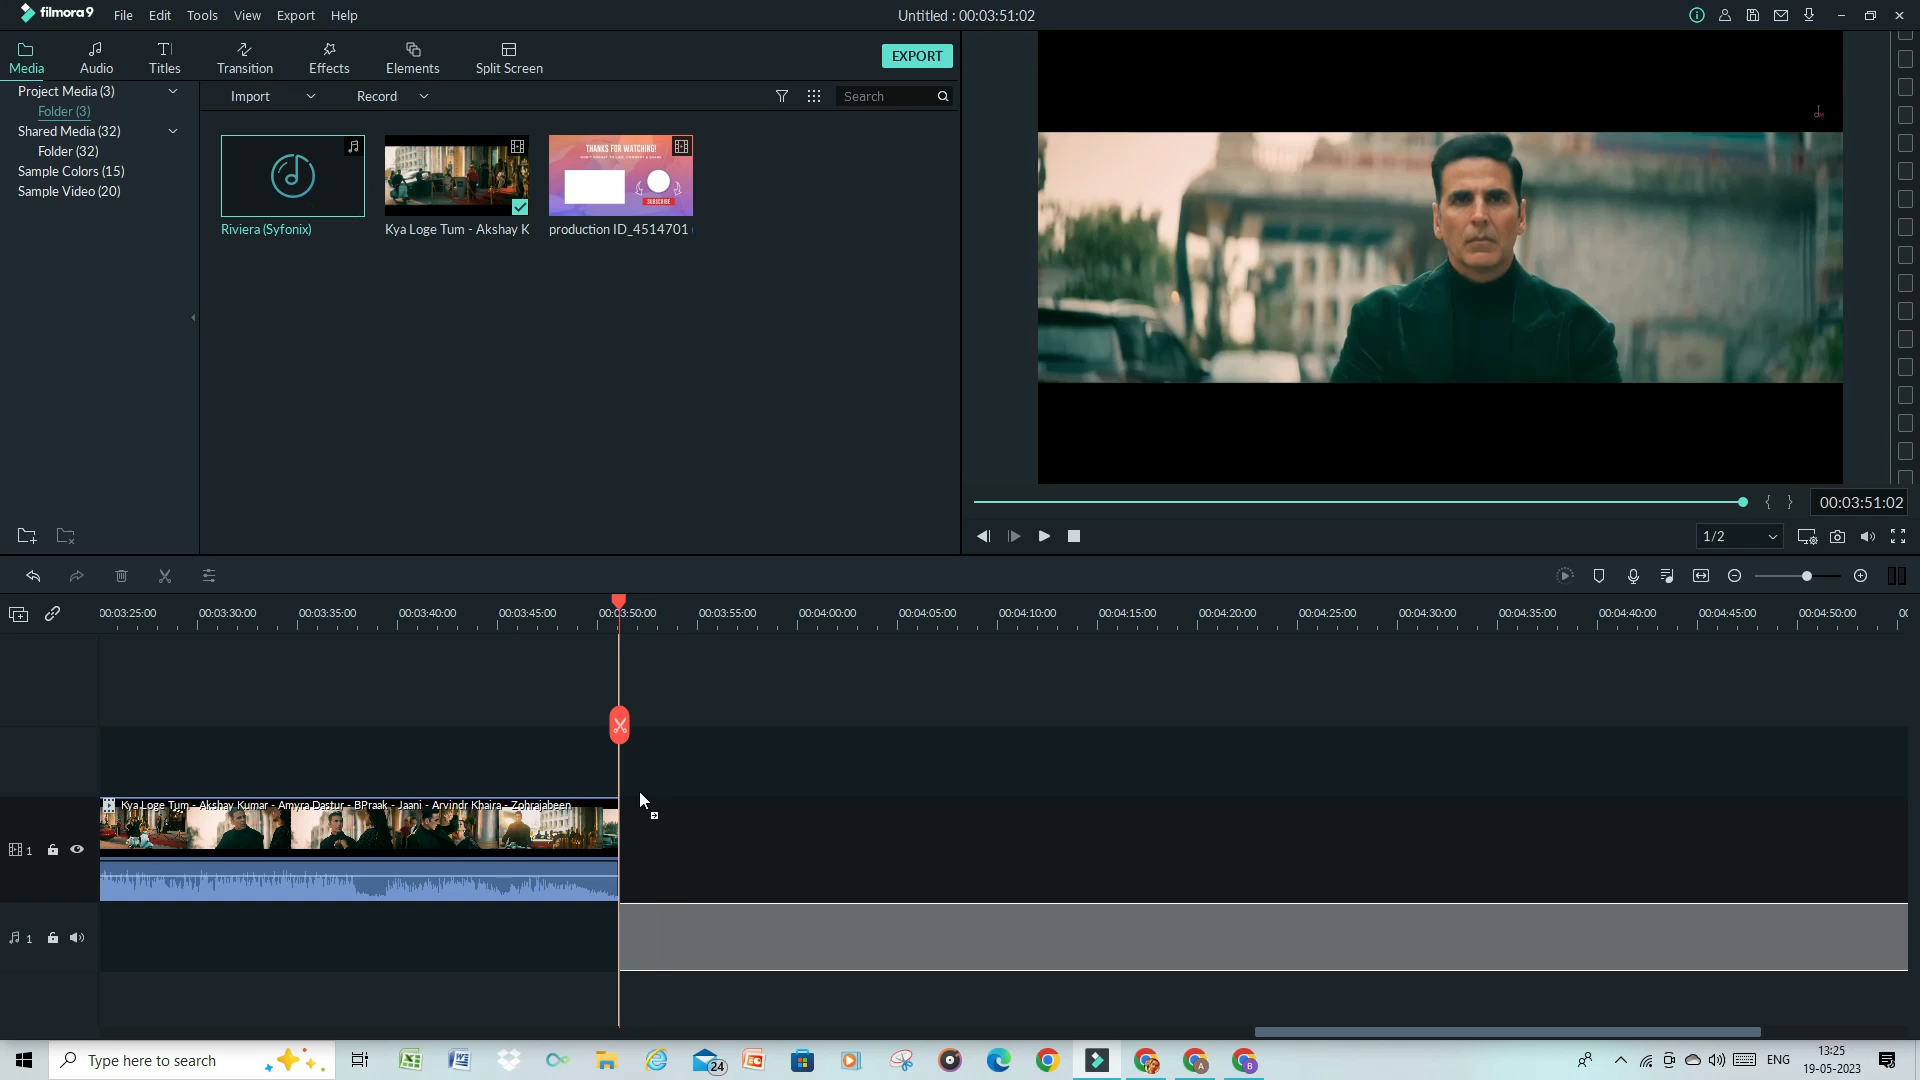 filmora9 File Edit Tools View Export Help
Untitled : 00:03:51:02
Media Audio Titles Transition Effects Elements Split Screen
EXPORT
Project Media (3)
Folder (3)
Shared Media (32)
Folder (32)
Sample Colors (15)
Sample Video (20)
Import Record Search
THANKS FOR WATCHING!
SUBSCRIBE
Riviera (Syfonix) Kya Loge Tum - Akshay K production ID_4514701
00:03:51:02
1/2
00:03:25:00 00:03:30:00 00:03:35:00 00:03:40:00 00:03:45:00 00:03:50:00 00:03:55:00 00:04:00:00 00:04:05:00 00:04:10:00 00:04:15:00 00:04:20:00 00:04:25:00 00:04:30:00 00:04:35:00 00:04:40:00 00:04:45:00 00:04:50:00
Kya Loge Tum - Akshay Kumar - Amyra Dastur - BPraak - Jaani - Arvindr Khaira - Zohrajabeen
1
1
Type here to search
24
A
B
ENG
13:25
19-05-2023